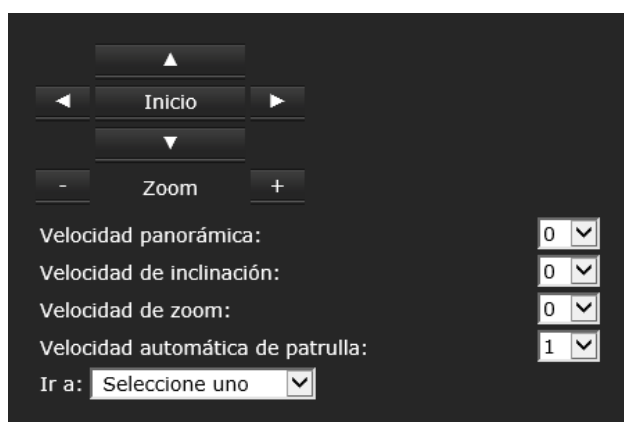 ▲
◄ Inicio ►
▼
- Zoom +
Velocidad panorámica: 0
Velocidad de inclinación: 0
Velocidad de zoom: 0
Velocidad automática de patrulla: 1
Ir a: Seleccione uno